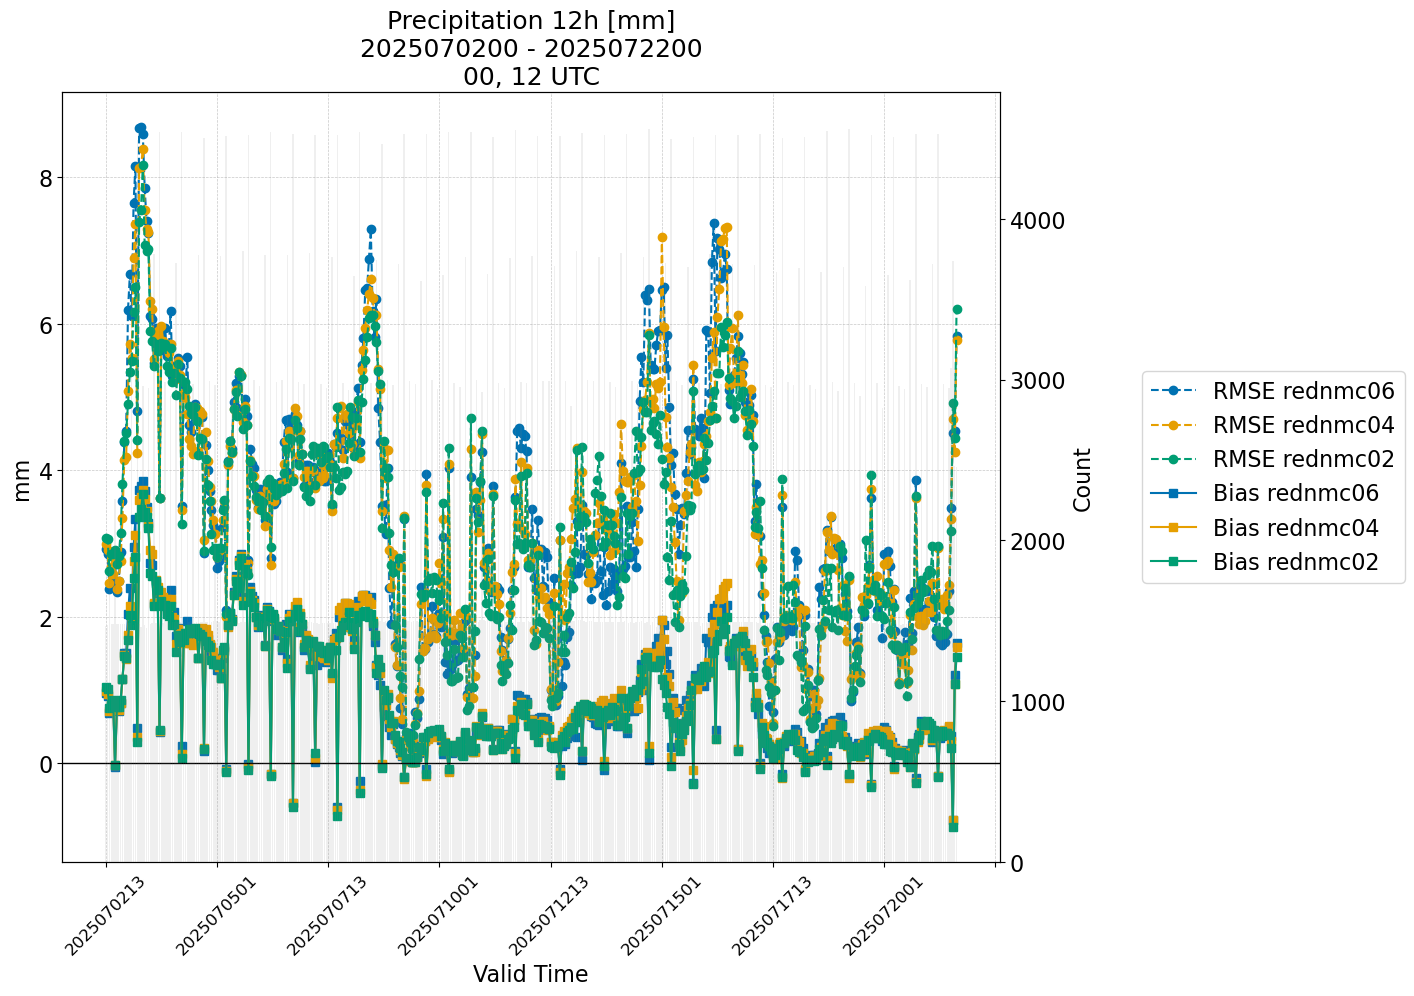 Precipitation 12h [mm]
2025070200 - 2025072200
00, 12 UTC
mm
8
6
4
2
0
4000
3000
2000
1000
0
Count
2025070213
2025070501
2025070713
2025071001
2025071213
2025071501
2025071713
2025072001
Valid Time
RMSE rednmc06
RMSE rednmc04
RMSE rednmc02
Bias rednmc06
Bias rednmc04
Bias rednmc02